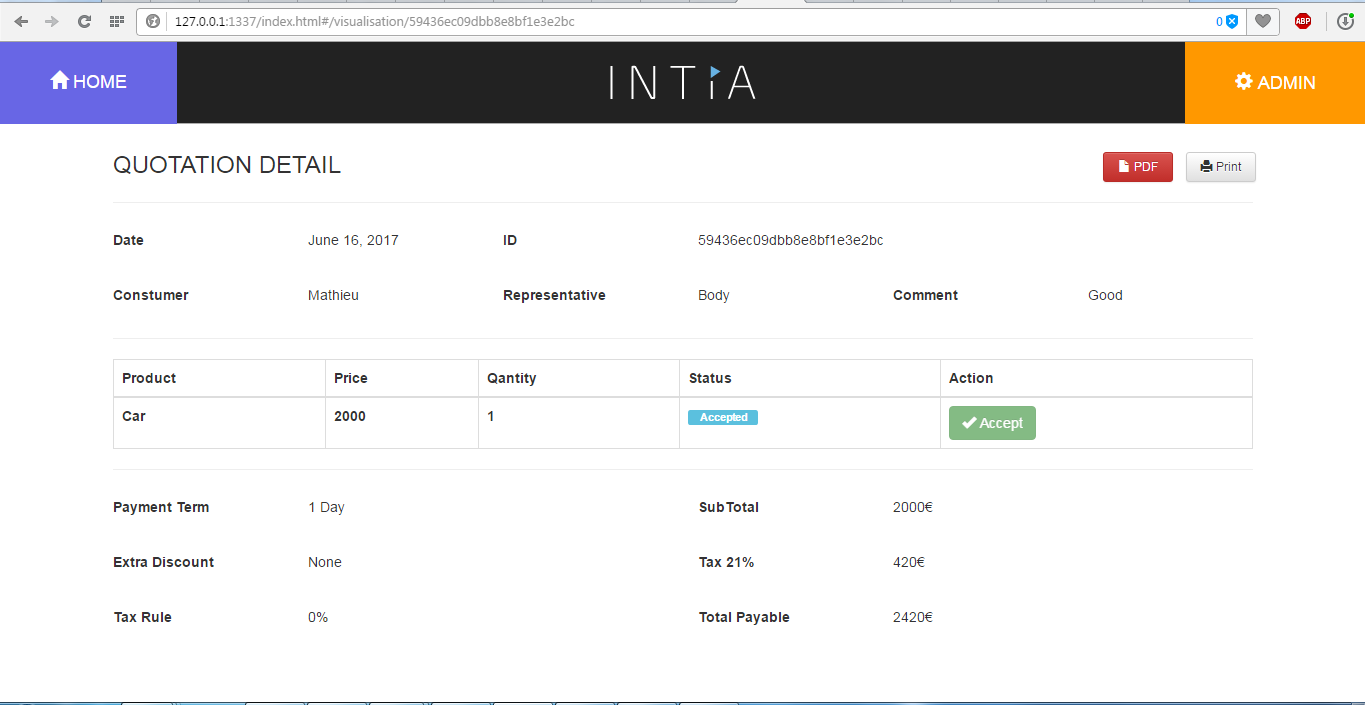 127.0.0.1:1337/index.html#/visualisation/59436ec09dbb8e8bf1e3e2bc 0 ABP
HOME INTiA ADMIN
QUOTATION DETAIL PDF Print
Date June 16, 2017 ID 59436ec09dbb8e8bf1e3e2bc
Constumer Mathieu Representative Body Comment Good
Product Price Qantity Status Action
Car 2000 1 Accepted Accept
Payment Term 1 Day SubTotal 2000€
Extra Discount None Tax 21% 420€
Tax Rule 0% Total Payable 2420€